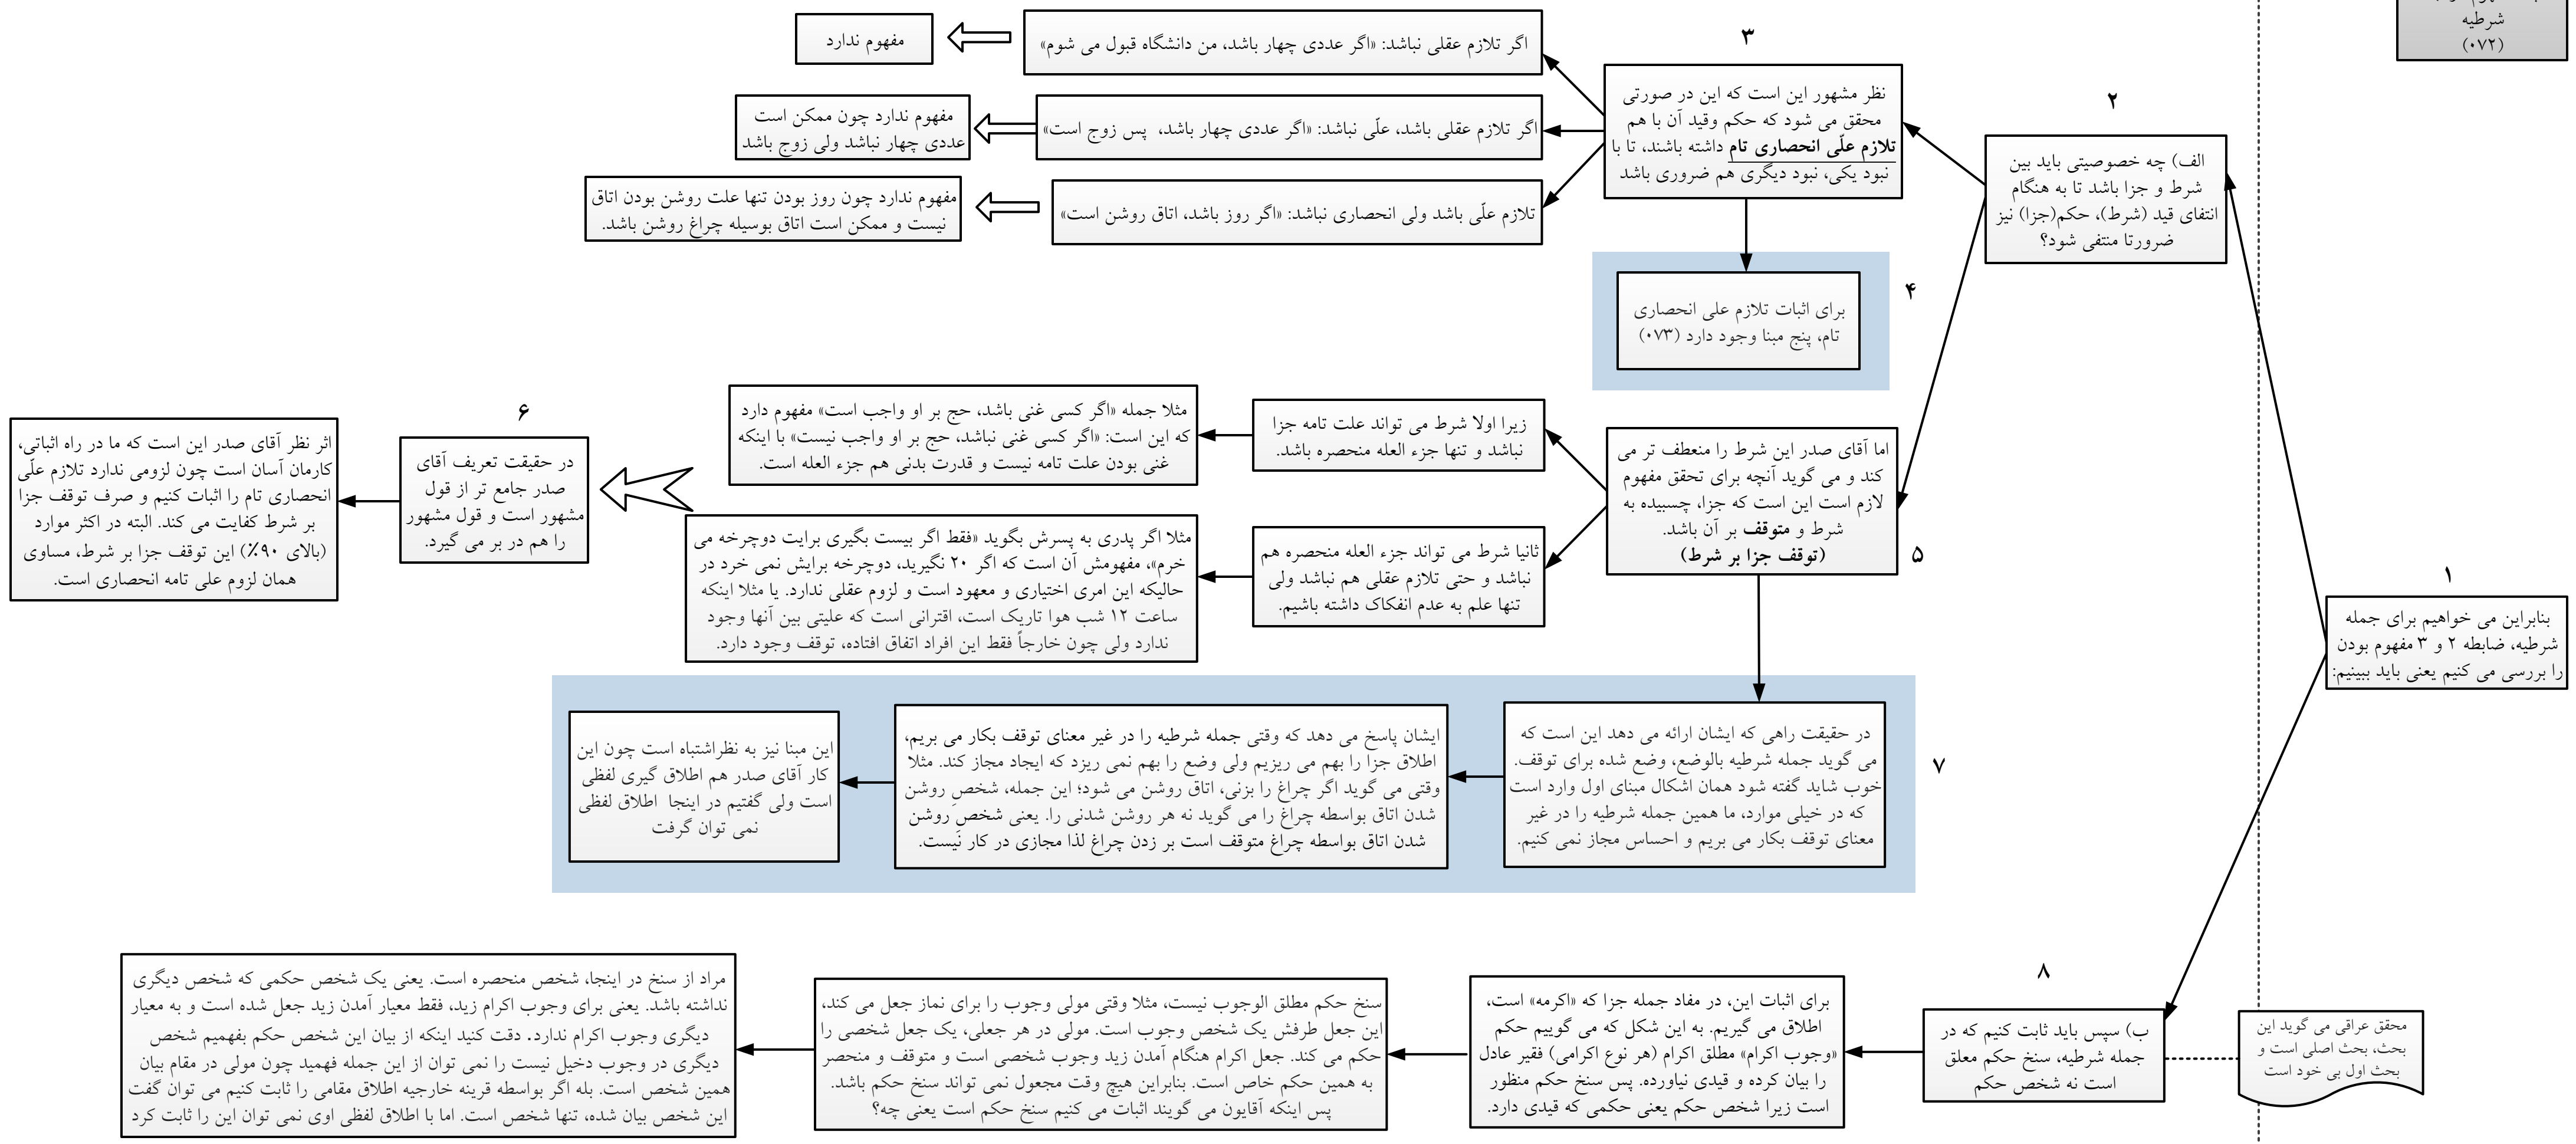 شرطیه
(۰۷۲)
۱
بنابراین می خواهیم برای جمله
شرطیه، ضابطه ۲ و ۳ مفهوم بودن
را بررسی می کنیم یعنی باید ببینیم:
۲
الف) چه خصوصیتی باید بین
شرط و جزا باشد تا به هنگام
انتفای قید (شرط)، حکم(جزا) نیز
ضرورتا منتفی شود؟
۳
نظر مشهور این است که این در صورتی
محقق می شود که حکم وقید آن با هم
تلازم علّی انحصاری تام داشته باشند، تا با
نبود یکی، نبود دیگری هم ضروری باشد
اگر تلازم عقلی نباشد: «اگر عددی چهار باشد، من دانشگاه قبول می شوم»
مفهوم ندارد
اگر تلازم عقلی باشد، علّی نباشد: «اگر عددی چهار باشد، پس زوج است»
مفهوم ندارد چون ممکن است
عددی چهار نباشد ولی زوج باشد
تلازم علّی باشد ولی انحصاری نباشد: «اگر روز باشد، اتاق روشن است»
مفهوم ندارد چون روز بودن تنها علت روشن بودن اتاق
نیست و ممکن است اتاق بوسیله چراغ روشن باشد.
۴
برای اثبات تلازم علی انحصاری
تام، پنج مبنا وجود دارد (۰۷۳)
اما آقای صدر این شرط را منعطف تر می
کند و می گوید آنچه برای تحقق مفهوم
لازم است این است که جزا، چسبیده به
شرط و متوقف بر آن باشد.
(توقف جزا بر شرط)
۵
زیرا اولا شرط می تواند علت تامه جزا
نباشد و تنها جزء العله منحصره باشد.
مثلا جمله «اگر کسی غنی باشد، حج بر او واجب است» مفهوم دارد
که این است: «اگر کسی غنی نباشد، حج بر او واجب نیست» با اینکه
غنی بودن علت تامه نیست و قدرت بدنی هم جزء العله است.
ثانیا شرط می تواند جزء العله منحصره هم
نباشد و حتی تلازم عقلی هم نباشد ولی
تنها علم به عدم انفکاک داشته باشیم.
مثلا اگر پدری به پسرش بگوید «فقط اگر بیست بگیری برایت دوچرخه می
خرم»، مفهومش آن است که اگر ۲۰ نگیرید، دوچرخه برایش نمی خرد در
حالیکه این امری اختیاری و معهود است و لزوم عقلی ندارد. یا مثلا اینکه
ساعت ۱۲ شب هوا تاریک است، اقترانی است که علیتی بین آنها وجود
ندارد ولی چون خارجاً فقط این افراد اتفاق افتاده، توقف وجود دارد.
۶
در حقیقت تعریف آقای
صدر جامع تر از قول
مشهور است و قول مشهور
را هم در بر می گیرد.
اثر نظر آقای صدر این است که ما در راه اثباتی،
کارمان آسان است چون لزومی ندارد تلازم علّی
انحصاری تام را اثبات کنیم و صرف توقف جزا
بر شرط کفایت می کند. البته در اکثر موارد
(بالای ۹۰٪) این توقف جزا بر شرط، مساوی
همان لزوم علی تامه انحصاری است.
۷
در حقیقت راهی که ایشان ارائه می دهد این است که
می گوید جمله شرطیه بالوضع، وضع شده برای توقف.
خوب شاید گفته شود همان اشکال مبنای اول وارد است
که در خیلی موارد، ما همین جمله شرطیه را در غیر
معنای توقف بکار می بریم و احساس مجاز نمی کنیم.
ایشان پاسخ می دهد که وقتی جمله شرطیه را در غیر معنای توقف بکار می بریم،
اطلاق جزا را بهم می ریزیم ولی وضع را بهم نمی ریزد که ایجاد مجاز کند. مثلا
وقتی می گوید اگر چراغ را بزنی، اتاق روشن می شود؛ این جمله، شخصِ روشن
شدن اتاق بواسطه چراغ را می گوید نه هر روشن شدنی را. یعنی شخصِ روشن
شدن اتاق بواسطه چراغ متوقف است بر زدن چراغ لذا مجازی در کار نَیست.
این مبنا نیز به نظراشتباه است چون این
کار آقای صدر هم اطلاق گیری لفظی
است ولی گفتیم در اینجا اطلاق لفظی
نمی توان گرفت
۸
ب) سپس باید ثابت کنیم که در
جمله شرطیه، سنخ حکم معلق
است نه شخص حکم
محقق عراقی می گوید این
بحث، بحث اصلی است و
بحث اول بی خود است
برای اثبات این، در مفاد جمله جزا که «اکرمه» است،
اطلاق می گیریم. به این شکل که می گوییم حکم
«وجوب اکرام» مطلق اکرام (هر نوع اکرامی) فقیر عادل
را بیان کرده و قیدی نیاورده. پس سنخ حکم منظور
است زیرا شخص حکم یعنی حکمی که قیدی دارد.
سنخ حکم مطلق الوجوب نیست، مثلا وقتی مولی وجوب را برای نماز جعل می کند،
این جعل طرفش یک شخص وجوب است. مولی در هر جعلی، یک جعل شخصی را
حکم می کند. جعل اکرام هنگام آمدن زید وجوب شخصی است و متوقف و منحصر
به همین حکم خاص است. بنابراین هیچ وقت مجعول نمی تواند سنخ حکم باشد.
پس اینکه آقایون می گویند اثبات می کنیم سنخ حکم است یعنی چه؟
مراد از سنخ در اینجا، شخص منحصره است. یعنی یک شخص حکمی که شخص دیگری
نداشته باشد. یعنی برای وجوب اکرام زید، فقط معیار آمدن زید جعل شده است و به معیار
دیگری وجوب اکرام ندارد. دقت کنید اینکه از بیان این شخص حکم بفهمیم شخص
دیگری در وجوب دخیل نیست را نمی توان از این جمله فهمید چون مولی در مقام بیان
همین شخص است. بله اگر بواسطه قرینه خارجیه اطلاق مقامی را ثابت کنیم می توان گفت
این شخص بیان شده، تنها شخص است. اما با اطلاق لفظی اوی نمی توان این را ثابت کرد